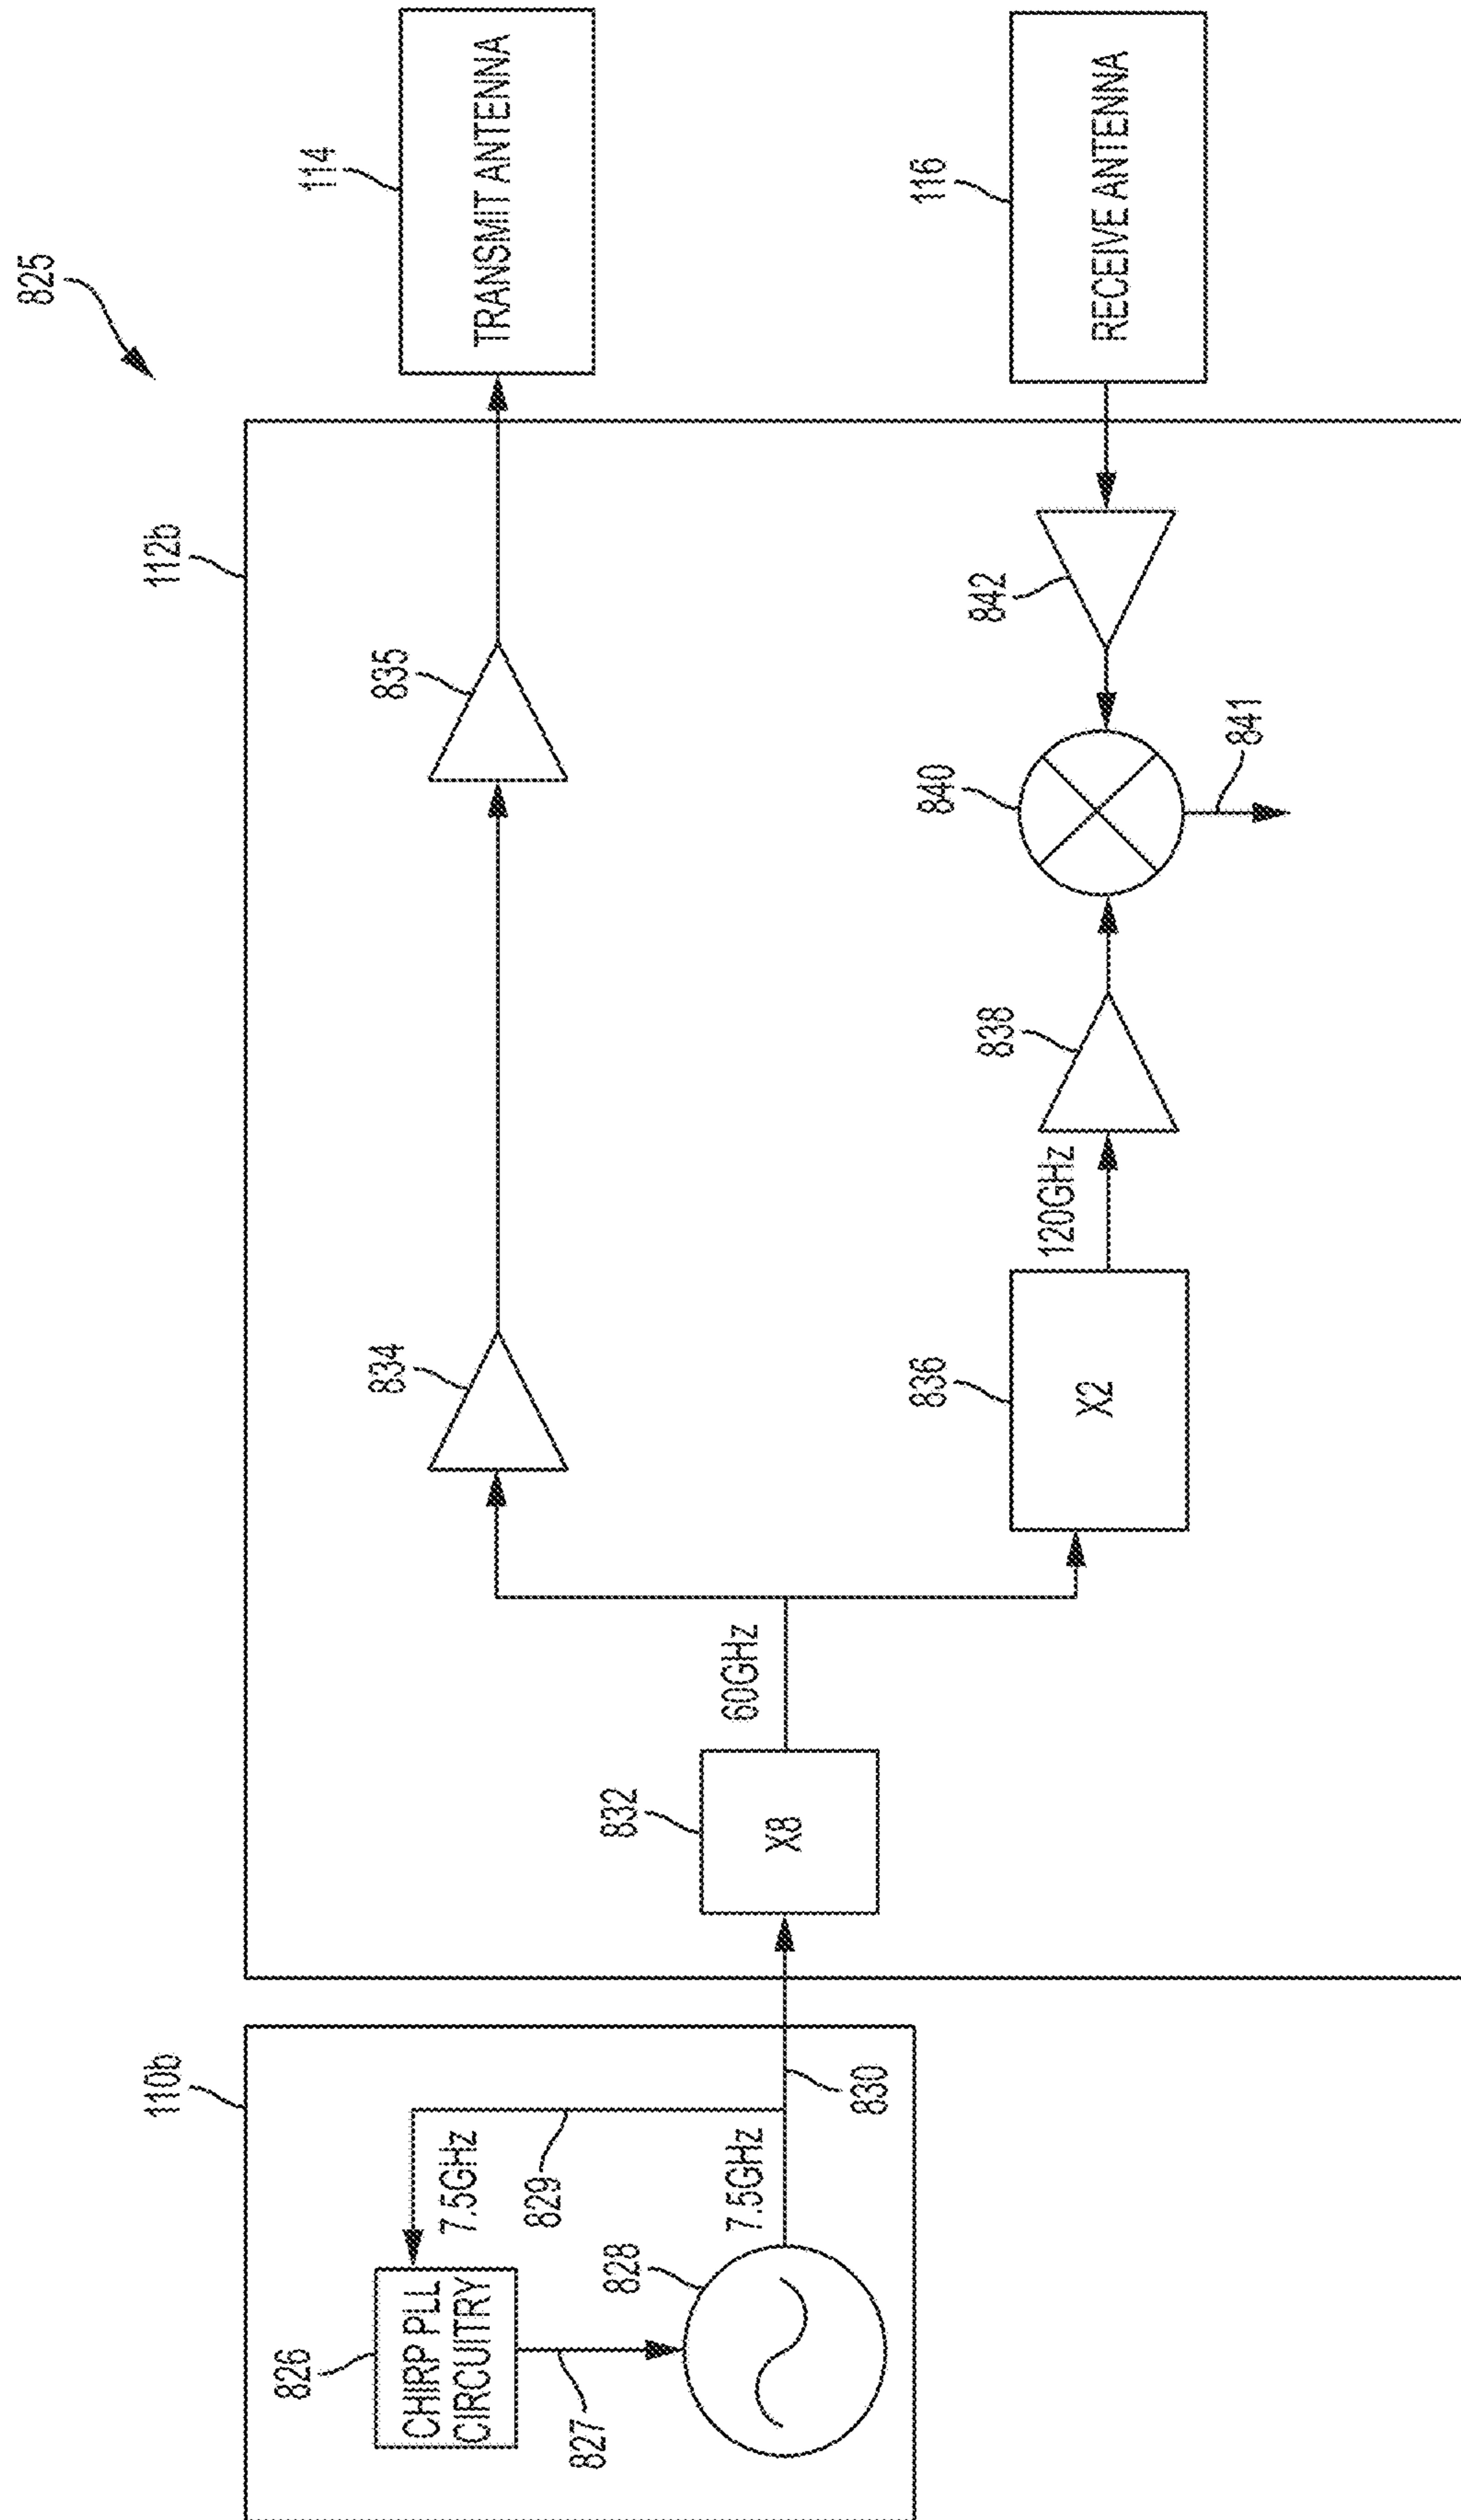 825
110b
826
CHIRP PLL
CIRCUITRY
7.5GHz
829
827
828
7.5GHz
830
112b
832
X8
60GHz
834
835
114
TRANSMIT ANTENNA
836
X2
120GHz
838
840
841
842
116
RECEIVE ANTENNA